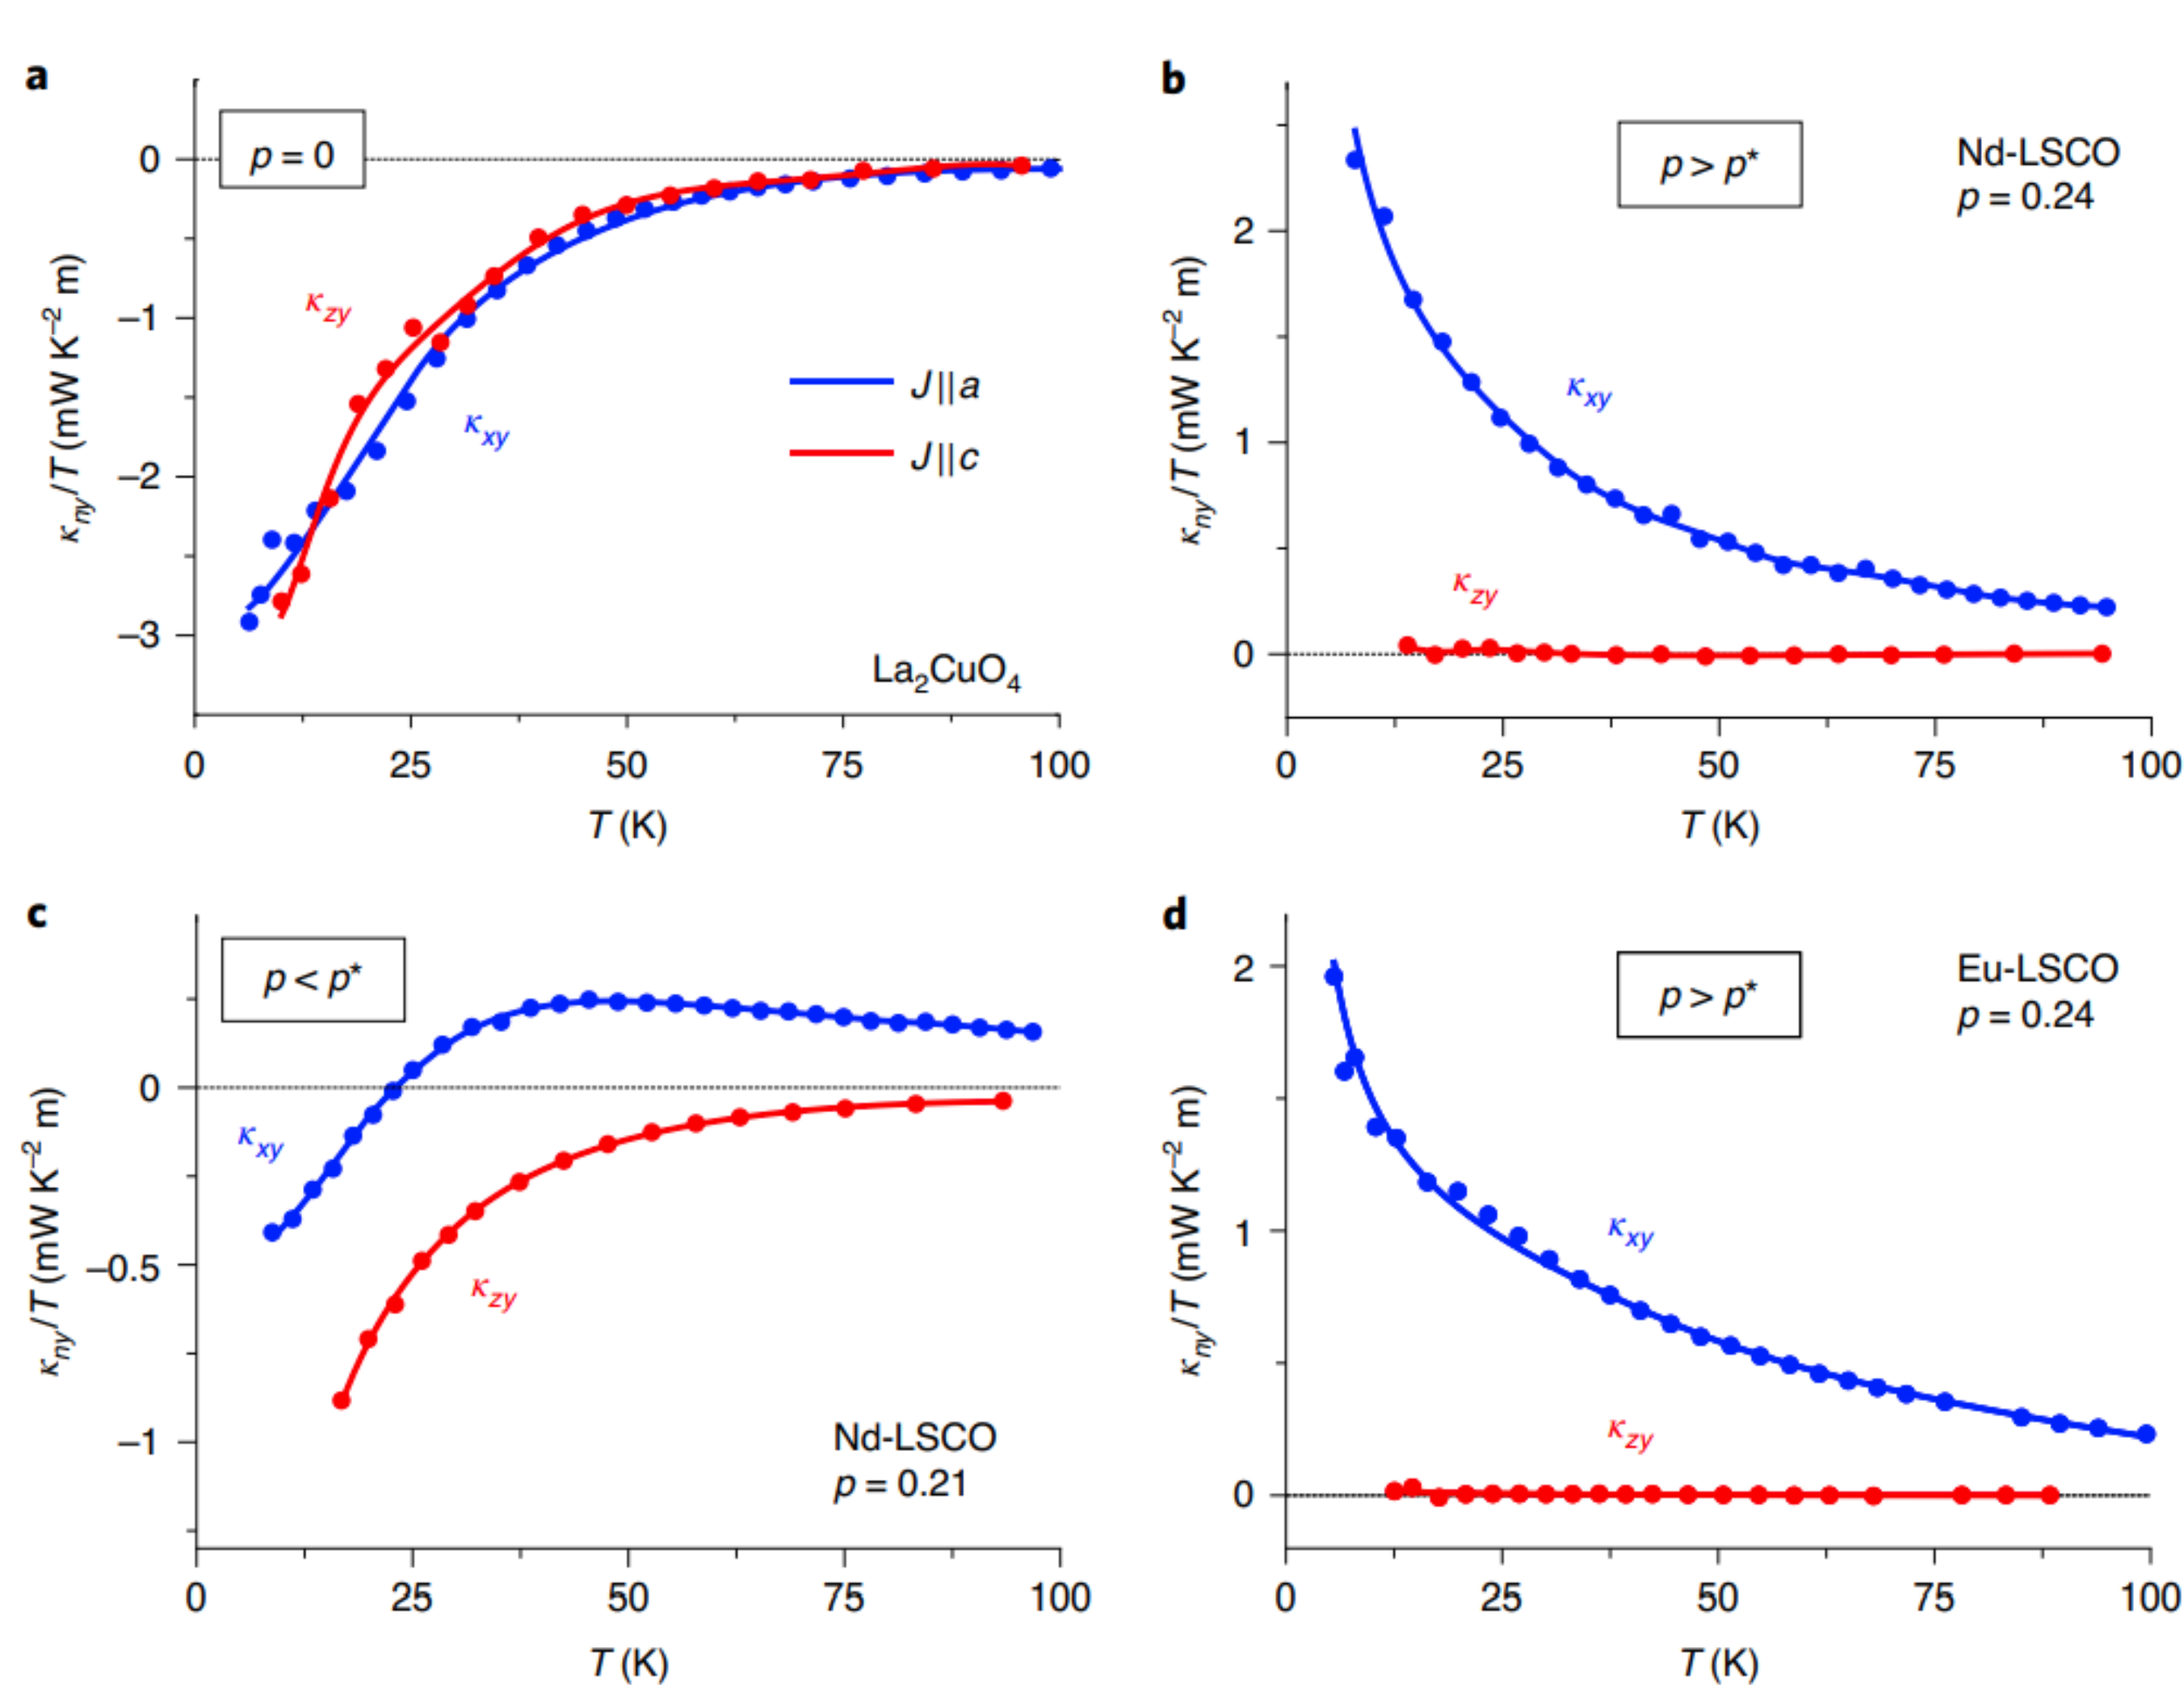 a
p = 0
0
−1
−2
−3
κny/T (mW K−2 m)
κzy
κxy
J||a
J||c
La2CuO4
0 25 50 75 100
T (K)
b
p > p*
Nd-LSCO
p = 0.24
2
1
0
κny/T (mW K−2 m)
κxy
κzy
0 25 50 75 100
T (K)
c
p < p*
0
−0.5
−1
κny/T (mW K−2 m)
κxy
κzy
Nd-LSCO
p = 0.21
0 25 50 75 100
T (K)
d
p > p*
Eu-LSCO
p = 0.24
2
1
0
κny/T (mW K−2 m)
κxy
κzy
0 25 50 75 100
T (K)